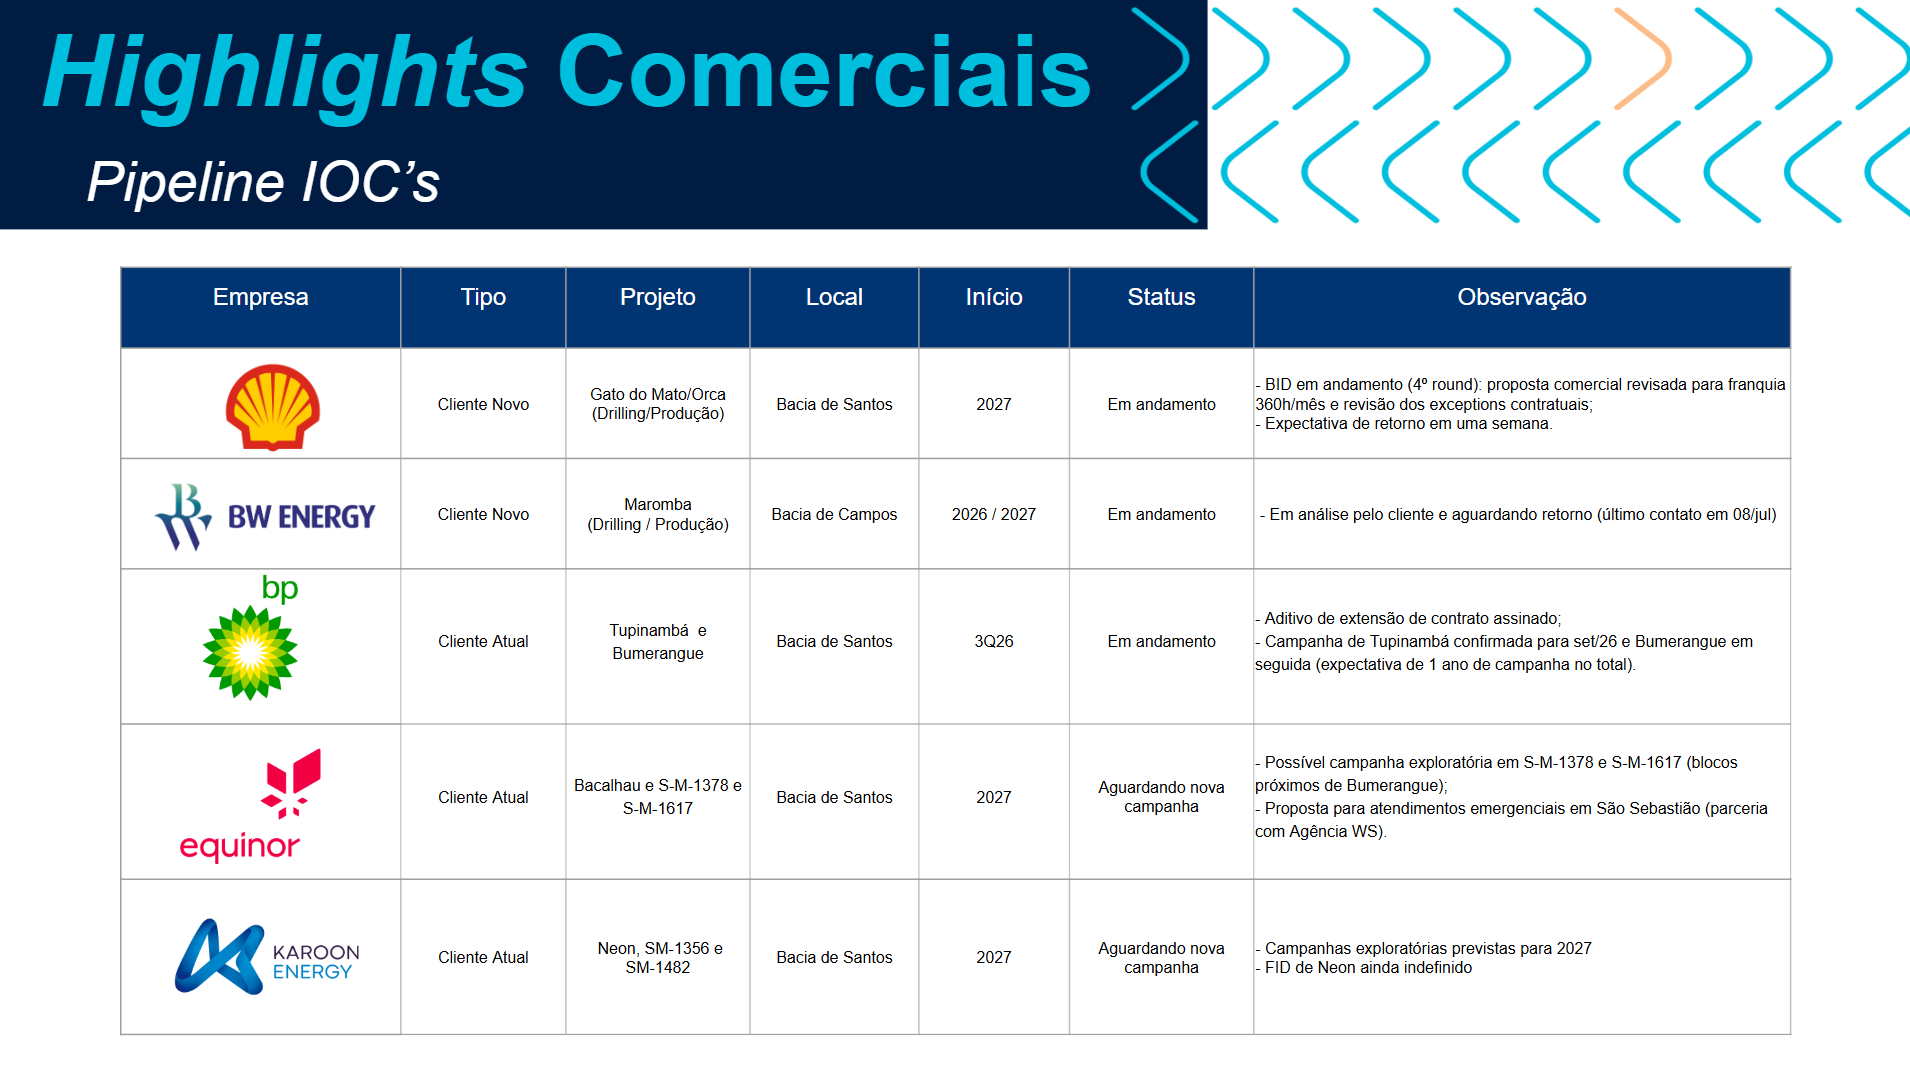 Highlights Comerciais
Pipeline IOC’s
Empresa Tipo Projeto Local Início Status Observação
Cliente Novo
Gato do Mato/Orca
(Drilling/Produção)
Bacia de Santos
2027
Em andamento
- BID em andamento (4º round): proposta comercial revisada para franquia
360h/mês e revisão dos exceptions contratuais;
- Expectativa de retorno em uma semana.
BW ENERGY
Cliente Novo
Maromba
(Drilling / Produção)
Bacia de Campos
2026 / 2027
Em andamento
- Em análise pelo cliente e aguardando retorno (último contato em 08/jul)
bp
Cliente Atual
Tupinambá e
Bumerangue
Bacia de Santos
3Q26
Em andamento
- Aditivo de extensão de contrato assinado;
- Campanha de Tupinambá confirmada para set/26 e Bumerangue em
seguida (expectativa de 1 ano de campanha no total).
equinor
Cliente Atual
Bacalhau e S-M-1378 e
S-M-1617
Bacia de Santos
2027
Aguardando nova
campanha
- Possível campanha exploratória em S-M-1378 e S-M-1617 (blocos
próximos de Bumerangue);
- Proposta para atendimentos emergenciais em São Sebastião (parceria
com Agência WS).
KAROON
ENERGY
Cliente Atual
Neon, SM-1356 e
SM-1482
Bacia de Santos
2027
Aguardando nova
campanha
- Campanhas exploratórias previstas para 2027
- FID de Neon ainda indefinido